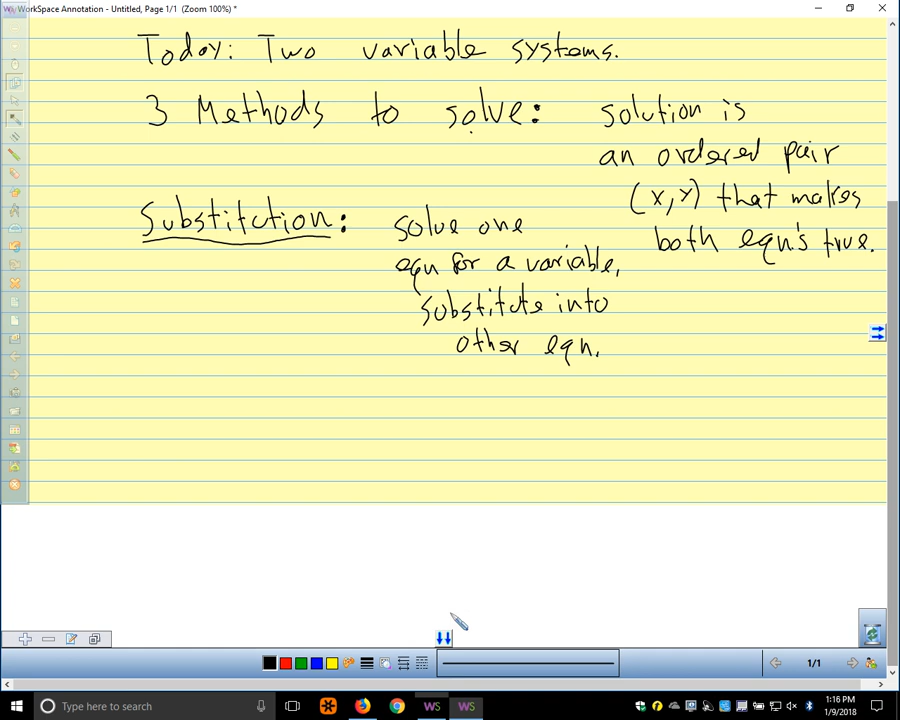 WorkSpace Annotation - Untitled, Page 1/1 (Zoom 100%) *
Today: Two variable systems.
3 Methods to solve: solution is
an ordered pair
(x,y) that makes
both eqn's true.
Substitution: solve one
eqn for a variable,
substitute into
other eqn.
1/1
Type here to search
WS WS
1:16 PM
1/9/2018